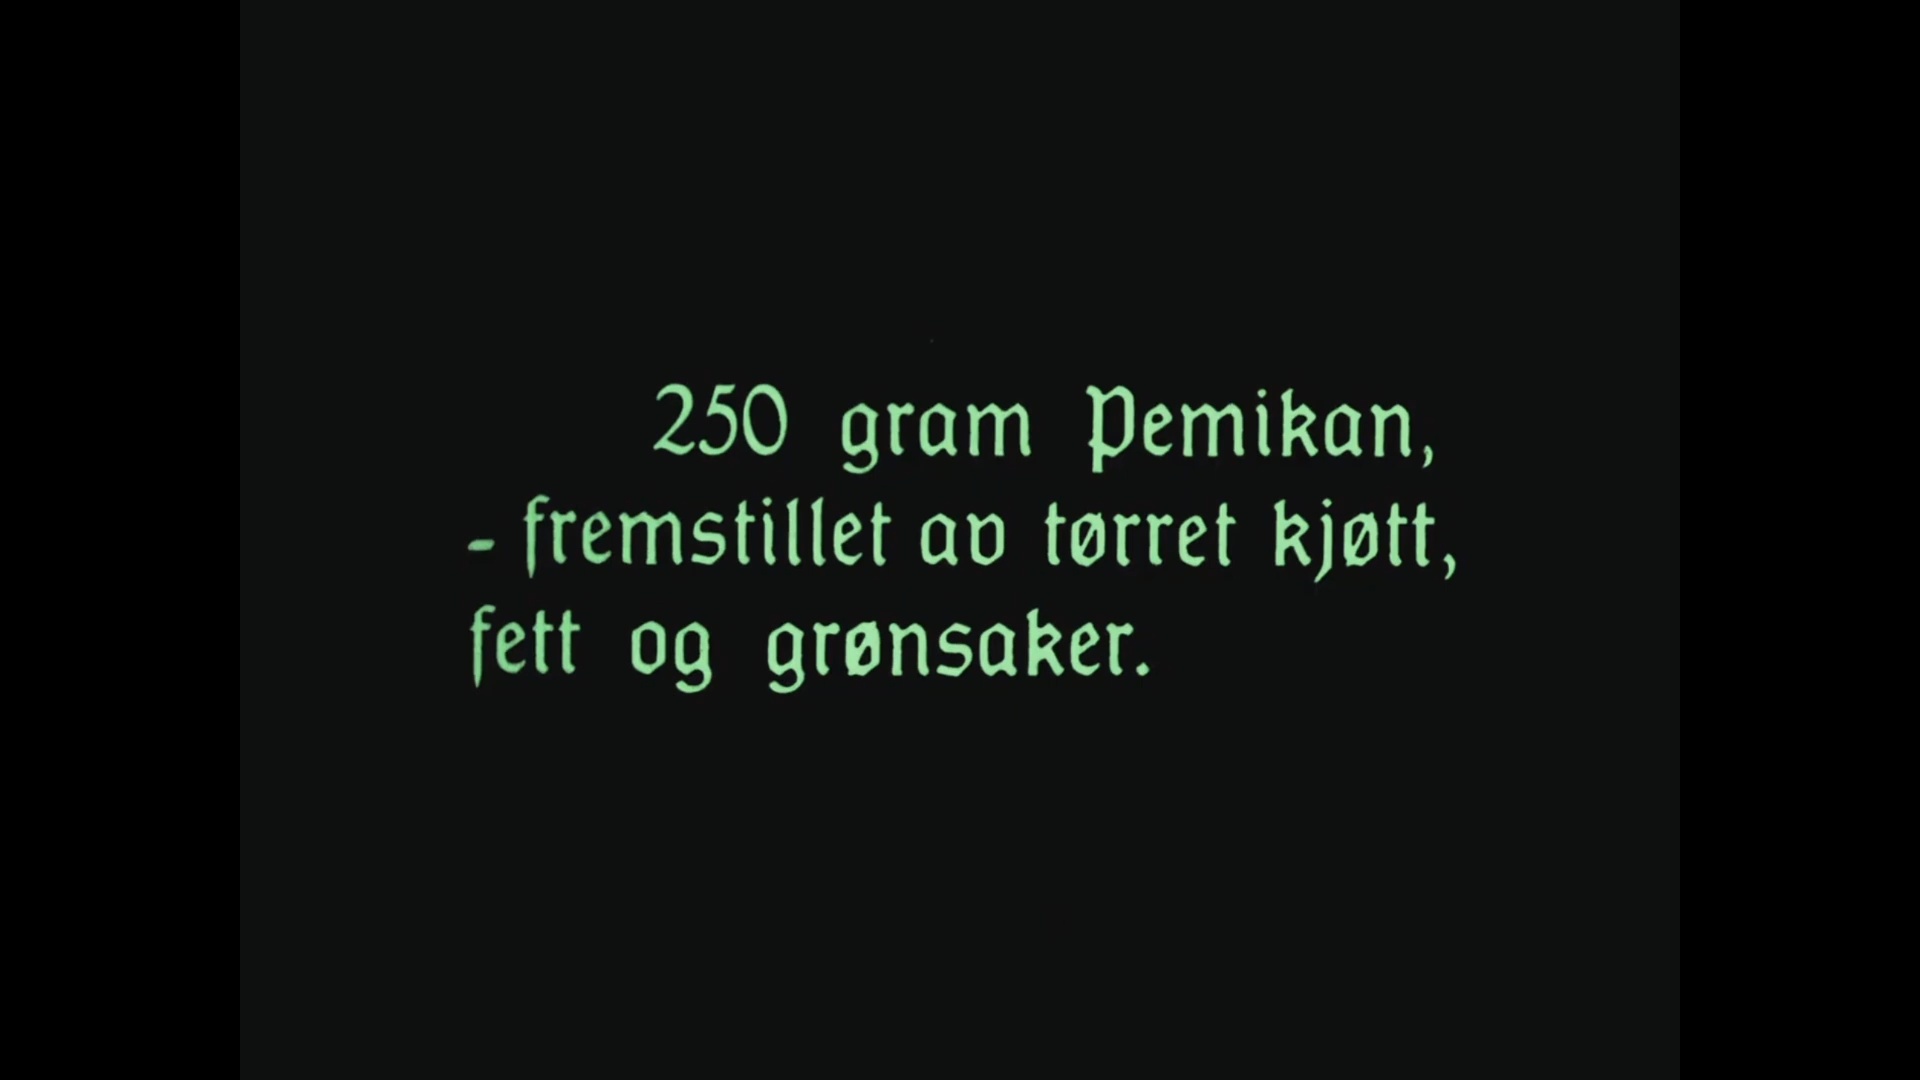 250 gram Pemikan,
- fremstillet av tørret kjøtt,
fett og grønsaker.